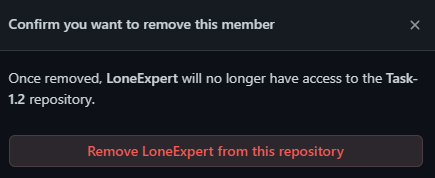 Confirm you want to remove this member
Once removed, LoneExpert will no longer have access to the Task-
1.2 repository.
Remove LoneExpert from this repository